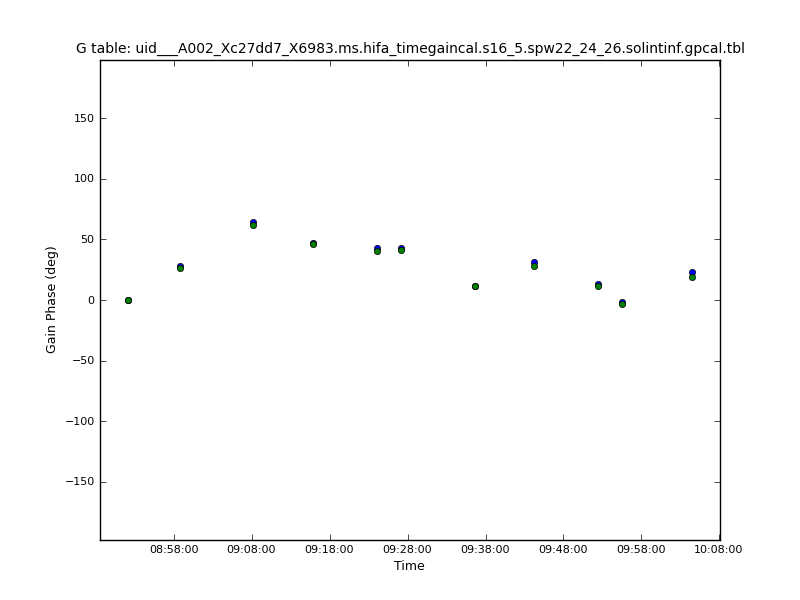 G table: uid___A002_Xc27dd7_X6983.ms.hifa_timegaincal.s16_5.spw22_24_26.solintinf.gpcal.tbl
150
100
50
0
−50
−100
−150
Gain Phase (deg)
08:58:00 09:08:00 09:18:00 09:28:00 09:38:00 09:48:00 09:58:00 10:08:00
Time